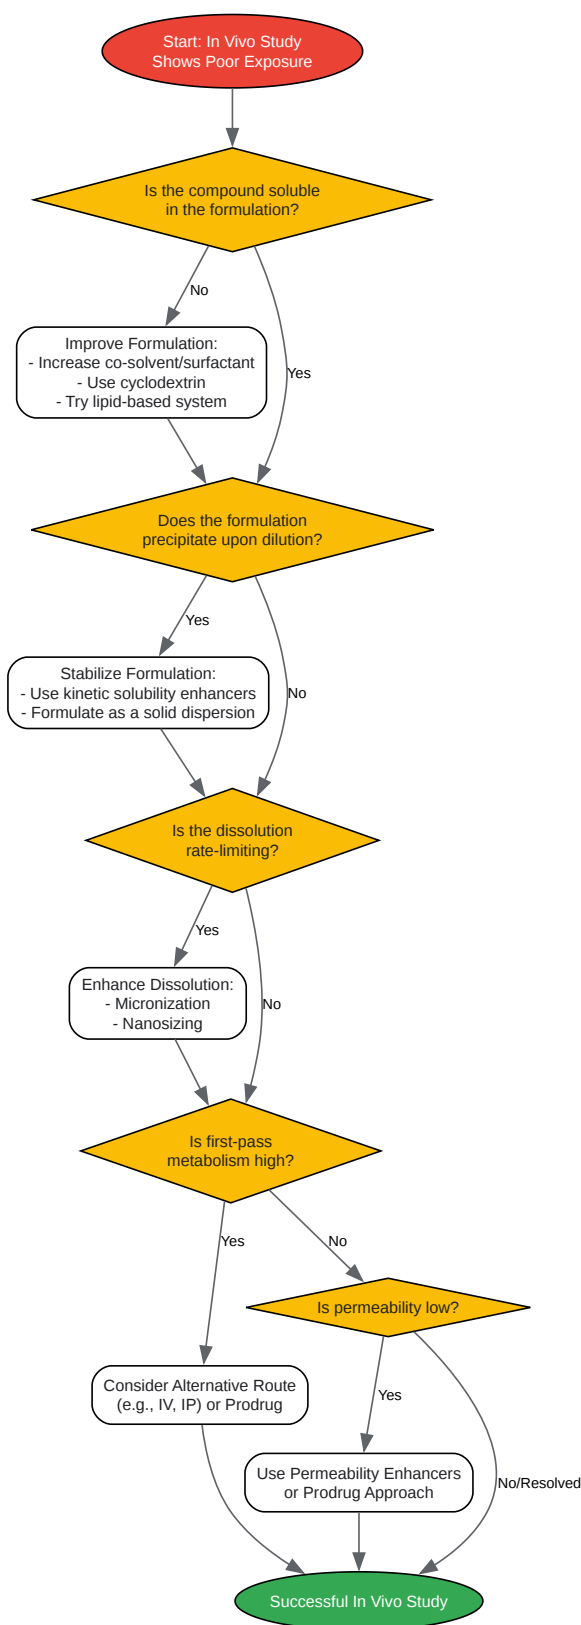 Start: In Vivo Study
Shows Poor Exposure
Is the compound soluble
in the formulation?
No
Improve Formulation:
- Increase co-solvent/surfactant
- Use cyclodextrin
- Try lipid-based system
Yes
Does the formulation
precipitate upon dilution?
Yes
Stabilize Formulation:
- Use kinetic solubility enhancers
- Formulate as a solid dispersion
No
Is the dissolution
rate-limiting?
Yes
Enhance Dissolution:
- Micronization
- Nanosizing
No
Is first-pass
metabolism high?
Yes
No
Is permeability low?
Consider Alternative Route
(e.g., IV, IP) or Prodrug
Yes
Use Permeability Enhancers
or Prodrug Approach
No/Resolved
Successful In Vivo Study